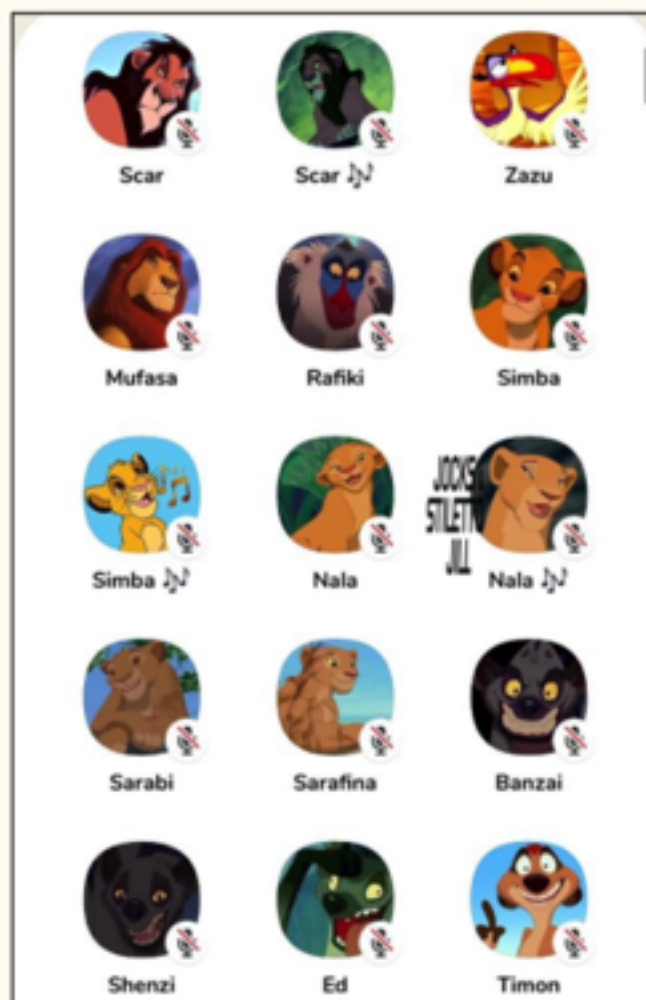 Scar
Scar 🎶
Zazu
Mufasa
Rafiki
Simba
Simba 🎶
Nala
JOCKS
STILETTO
JILL
Nala 🎶
Sarabi
Sarafina
Banzai
Shenzi
Ed
Timon